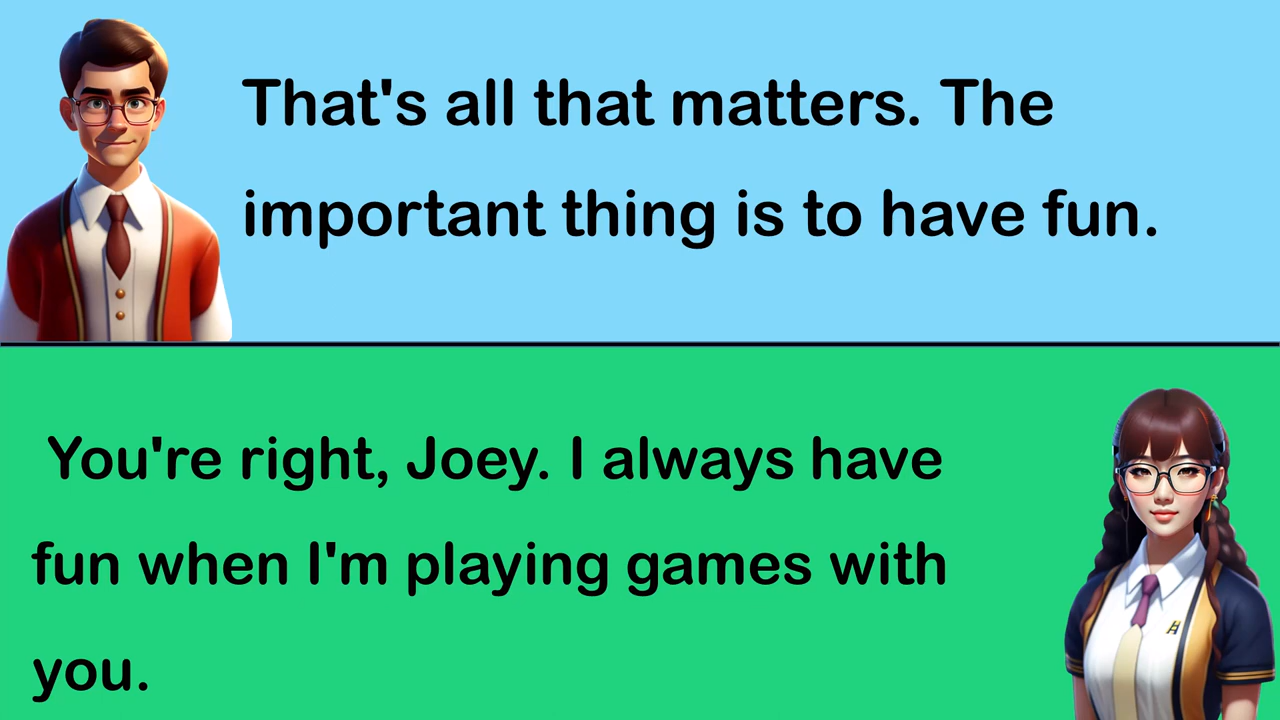 That's all that matters. The
important thing is to have fun.
You're right, Joey. I always have
fun when I'm playing games with
you.